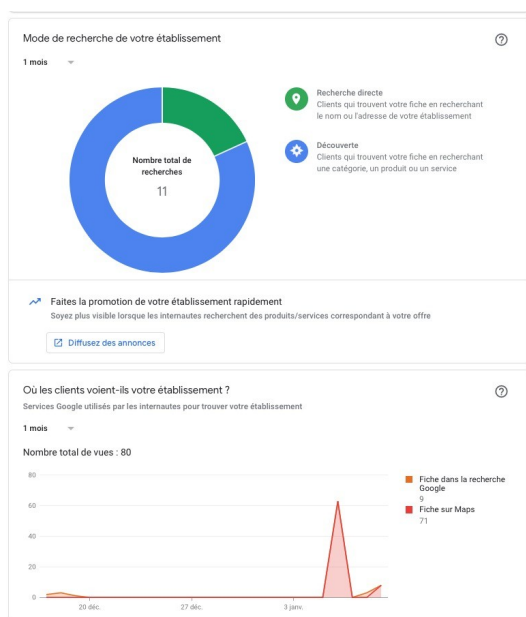 Mode de recherche de votre établissement
1 mois
Recherche directe
Clients qui trouvent votre fiche en recherchant
le nom ou l'adresse de votre établissement
Découverte
Clients qui trouvent votre fiche en recherchant
une catégorie, un produit ou un service
Nombre total de
recherches
11
Faites la promotion de votre établissement rapidement
Soyez plus visible lorsque les internautes recherchent des produits/services correspondant à votre offre
Diffusez des annonces
Où les clients voient-ils votre établissement ?
Services Google utilisés par les internautes pour trouver votre établissement
1 mois
Nombre total de vues : 80
80
60
40
20
0
20 déc.
27 déc.
3 janv.
Fiche dans la recherche
Google
9
Fiche sur Maps
71